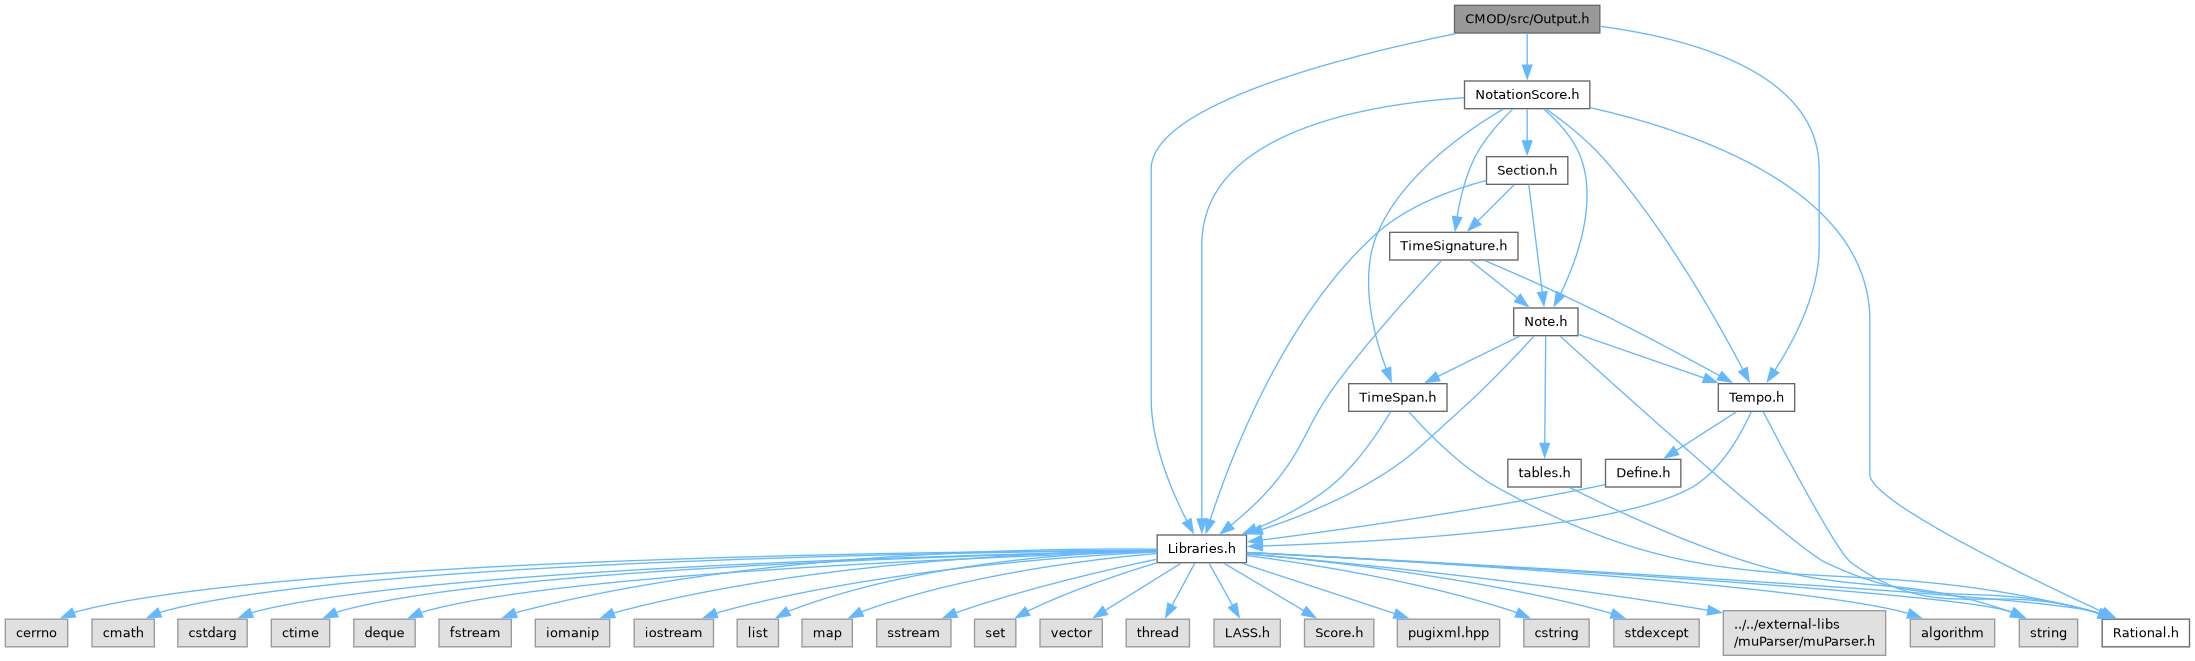 CMOD/src/Output.h
NotationScore.h
Section.h
TimeSignature.h
Note.h
TimeSpan.h
Tempo.h
tables.h
Define.h
Libraries.h
cerrno
cmath
cstdarg
ctime
deque
fstream
iomanip
iostream
list
map
sstream
set
vector
thread
LASS.h
Score.h
pugixml.hpp
cstring
stdexcept
../../external-libs
/muParser/muParser.h
algorithm
string
Rational.h